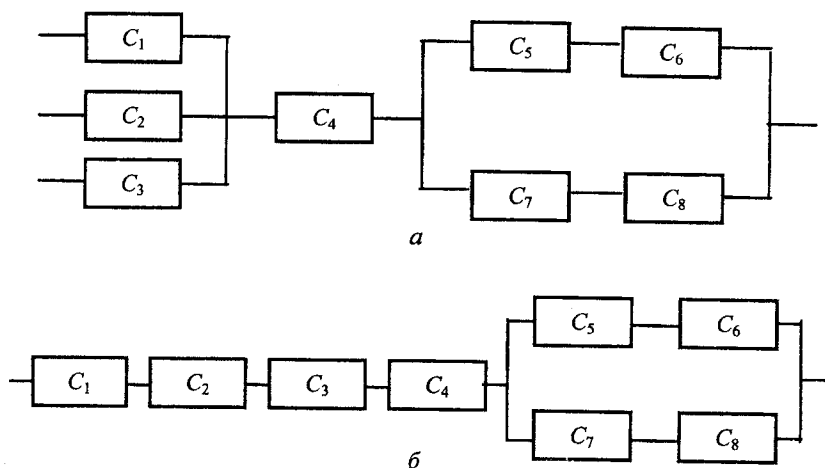 C₁ C₅ C₆
C₂ C₄
C₃ C₇ C₈
а
C₅ C₆
C₁ C₂ C₃ C₄
C₇ C₈
б